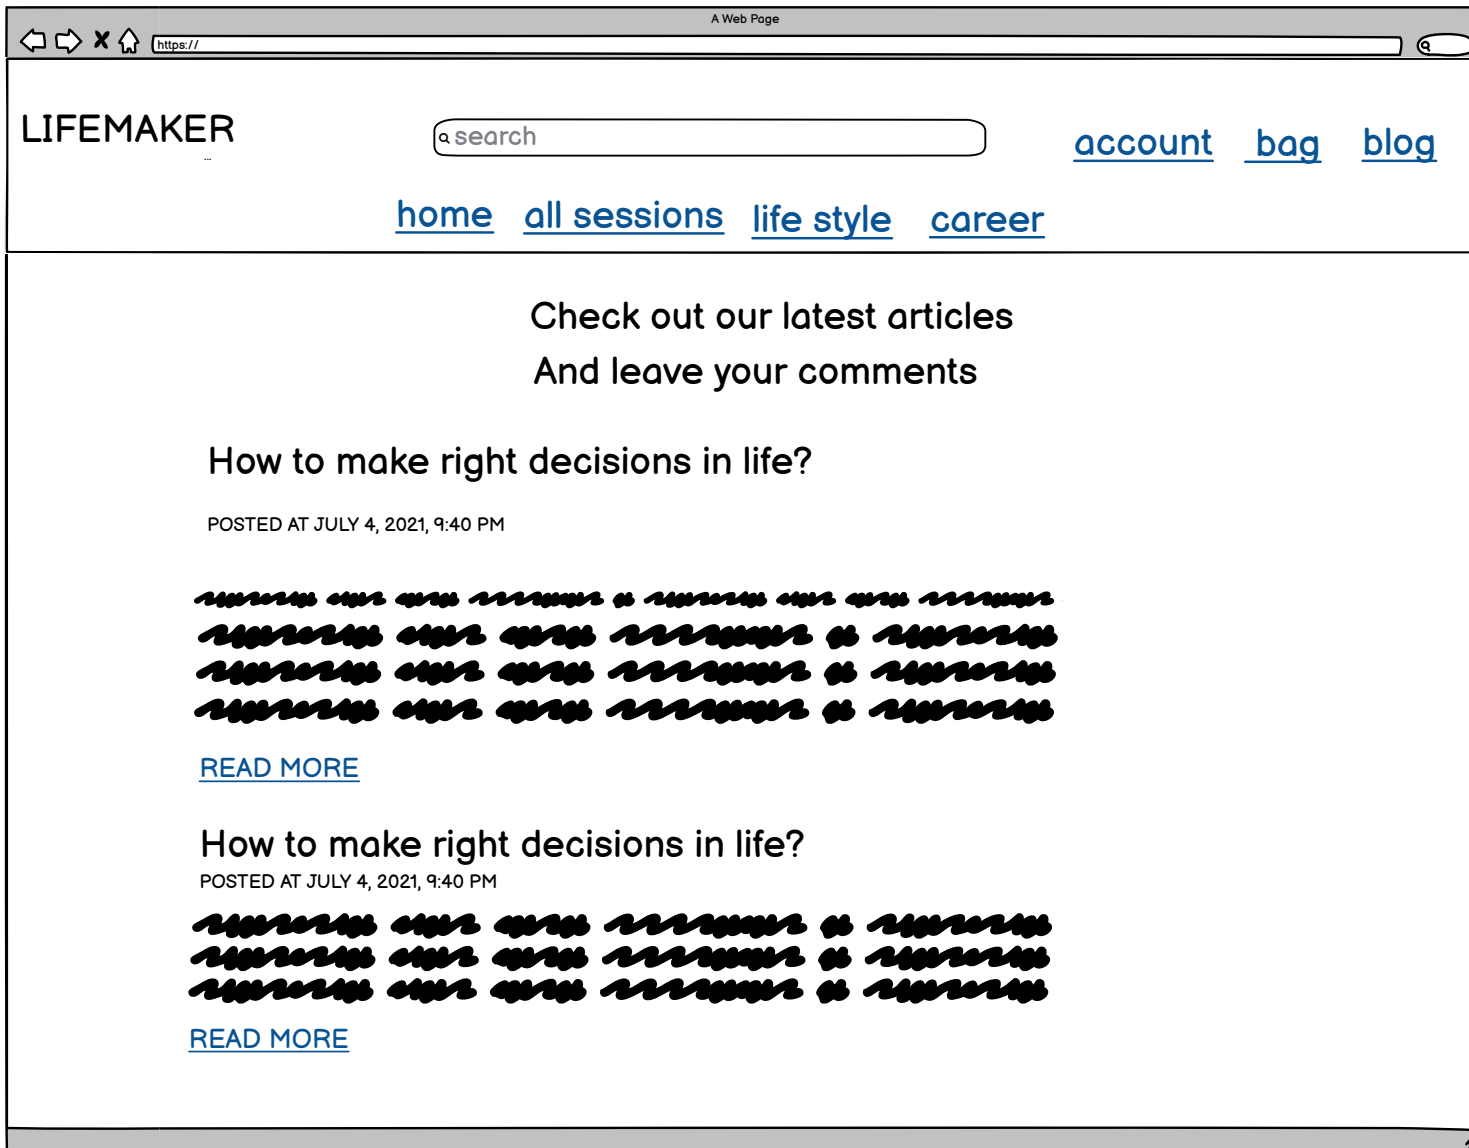 A Web Page
https://
LIFEMAKER
search
account bag blog
...
home all sessions life style career
Check out our latest articles
And leave your comments
How to make right decisions in life?
POSTED AT JULY 4, 2021, 9:40 PM
READ MORE
How to make right decisions in life?
POSTED AT JULY 4, 2021, 9:40 PM
READ MORE